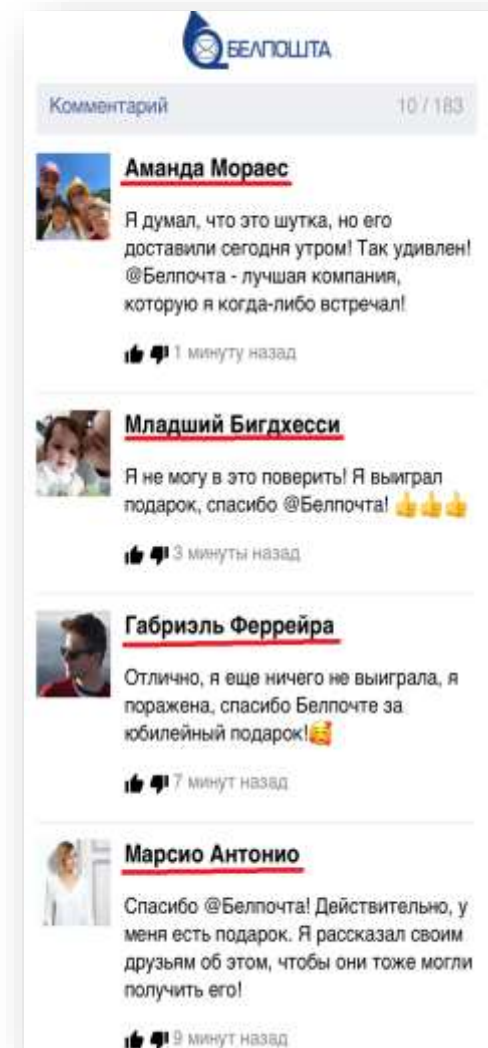 БЕЛПОШТА
Комментарий 10 / 183
Аманда Мораес
Я думал, что это шутка, но его
доставили сегодня утром! Так удивлен!
@Белпочта - лучшая компания,
которую я когда-либо встречал!
1 минуту назад
Младший Бигдхесси
Я не могу в это поверить! Я выиграл
подарок, спасибо @Белпочта! 👍👍👍
3 минуты назад
Габриэль Феррейра
Отлично, я еще ничего не выиграла, я
поражена, спасибо Белпочте за
юбилейный подарок!🥰
7 минут назад
Марсио Антонио
Спасибо @Белпочта! Действительно, у
меня есть подарок. Я рассказал своим
друзьям об этом, чтобы они тоже могли
получить его!
9 минут назад